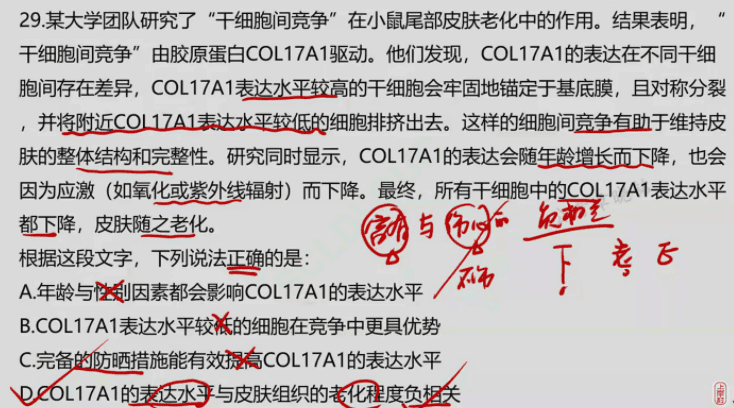 29.某大学团队研究了“干细胞间竞争”在小鼠尾部皮肤老化中的作用。结果表明，“
干细胞间竞争”由胶原蛋白COL17A1驱动。他们发现，COL17A1的表达在不同干细
胞间存在差异，COL17A1表达水平较高的干细胞会牢固地锚定于基底膜，且对称分裂
，并将附近COL17A1表达水平较低的细胞排挤出去。这样的细胞间竞争有助于维持皮
肤的整体结构和完整性。研究同时显示，COL17A1的表达会随年龄增长而下降，也会
因为应激（如氧化或紫外线辐射）而下降。最终，所有干细胞中的COL17A1表达水平
都下降，皮肤随之老化。
与 负相关
下 老 正
根据这段文字，下列说法正确的是：
A.年龄与性别因素都会影响COL17A1的表达水平
B.COL17A1表达水平较低的细胞在竞争中更具优势
C.完备的防晒措施能有效提高COL17A1的表达水平
D.COL17A1的表达水平与皮肤组织的老化程度负相关
上岸村